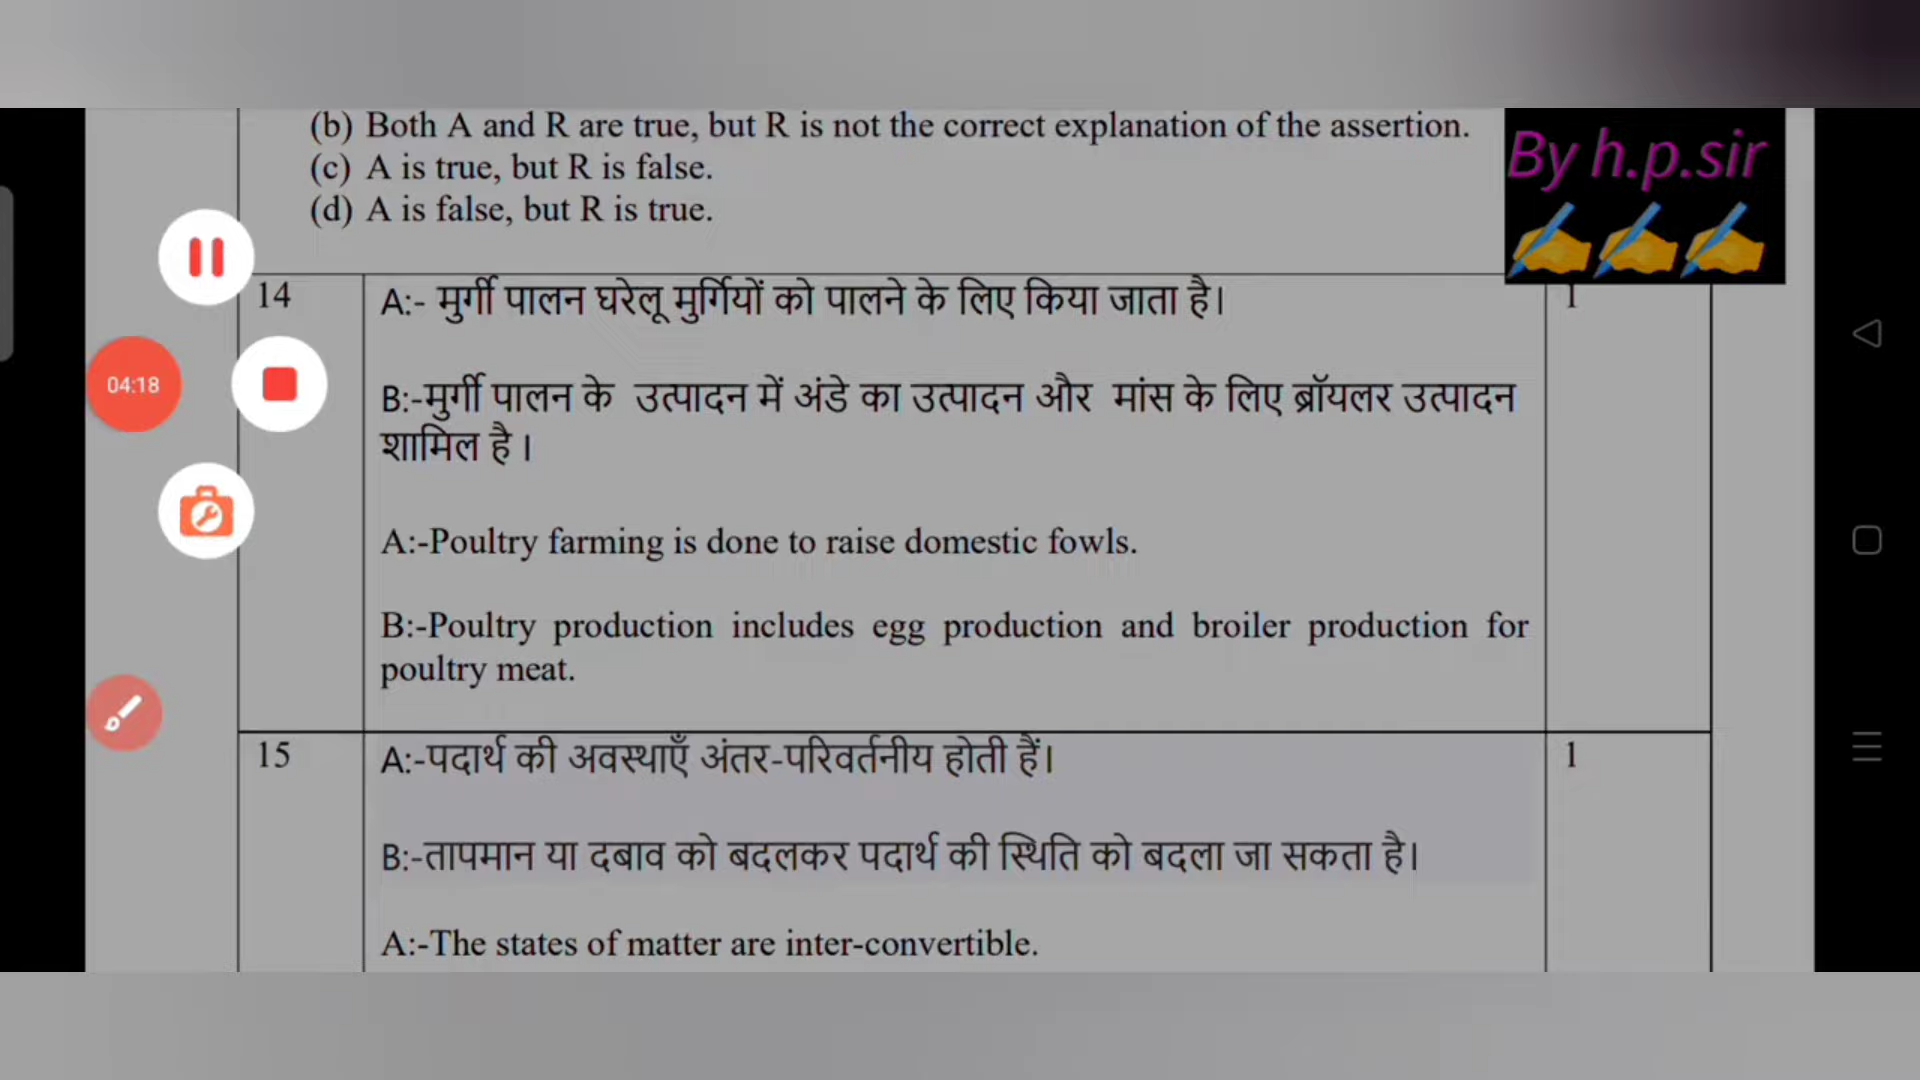 (b) Both A and R are true, but R is not the correct explanation of the assertion.
(c) A is true, but R is false.
(d) A is false, but R is true.
By h.p.sir
14
A:- मुर्गी पालन घरेलू मुर्गियों को पालने के लिए किया जाता है।
1
B:-मुर्गी पालन के उत्पादन में अंडे का उत्पादन और मांस के लिए ब्रॉयलर उत्पादन
शामिल है ।
04:18
A:-Poultry farming is done to raise domestic fowls.
B:-Poultry production includes egg production and broiler production for
poultry meat.
15
A:-पदार्थ की अवस्थाएँ अंतर-परिवर्तनीय होती हैं।
1
B:-तापमान या दबाव को बदलकर पदार्थ की स्थिति को बदला जा सकता है।
A:-The states of matter are inter-convertible.